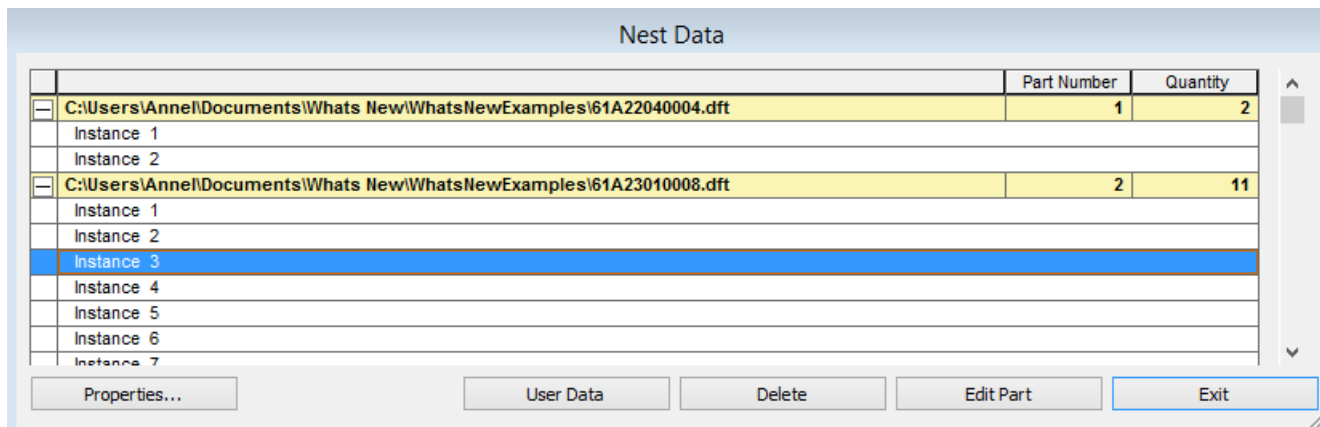 Nest Data
Part Number Quantity
C:\Users\Annel\Documents\Whats New\WhatsNewExamples\61A22040004.dft 1 2
Instance 1
Instance 2
C:\Users\Annel\Documents\Whats New\WhatsNewExamples\61A23010008.dft 2 11
Instance 1
Instance 2
Instance 3
Instance 4
Instance 5
Instance 6
Instance 7
Properties... User Data Delete Edit Part Exit